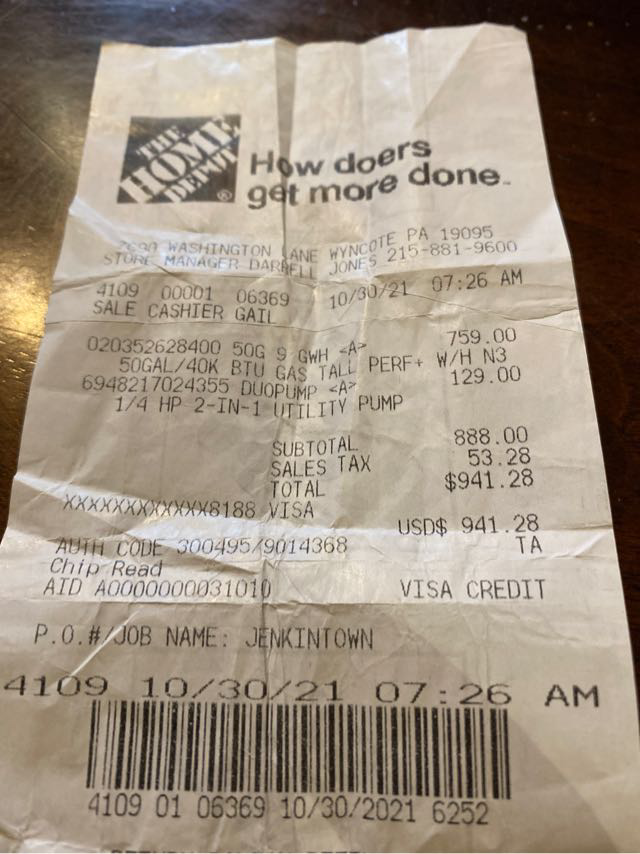 THE
HOME
DEPOT
®
How doers
get more done.
WASHINGTON LANE WYNCOTE PA 19095
STORE MANAGER DARRELL JONES 215-881-9600
4109 00001 06369 10/30/21 07:26 AM
SALE CASHIER GAIL
020352628400 50G 9 GWH <A> 759.00
50GAL/40K BTU GAS TALL PERF+ W/H N3
6948217024355 DUOPUMP <A> 129.00
1/4 HP 2-IN-1 UTILITY PUMP
SUBTOTAL 888.00
SALES TAX 53.28
TOTAL $941.28
XXXXXXXXXXXX8188 VISA
USD$ 941.28
AUTH CODE 300495/9014368 TA
Chip Read
AID A0000000031010 VISA CREDIT
P.O.#/JOB NAME: JENKINTOWN
4109 10/30/21 07:26 AM
4109 01 06369 10/30/2021 6252